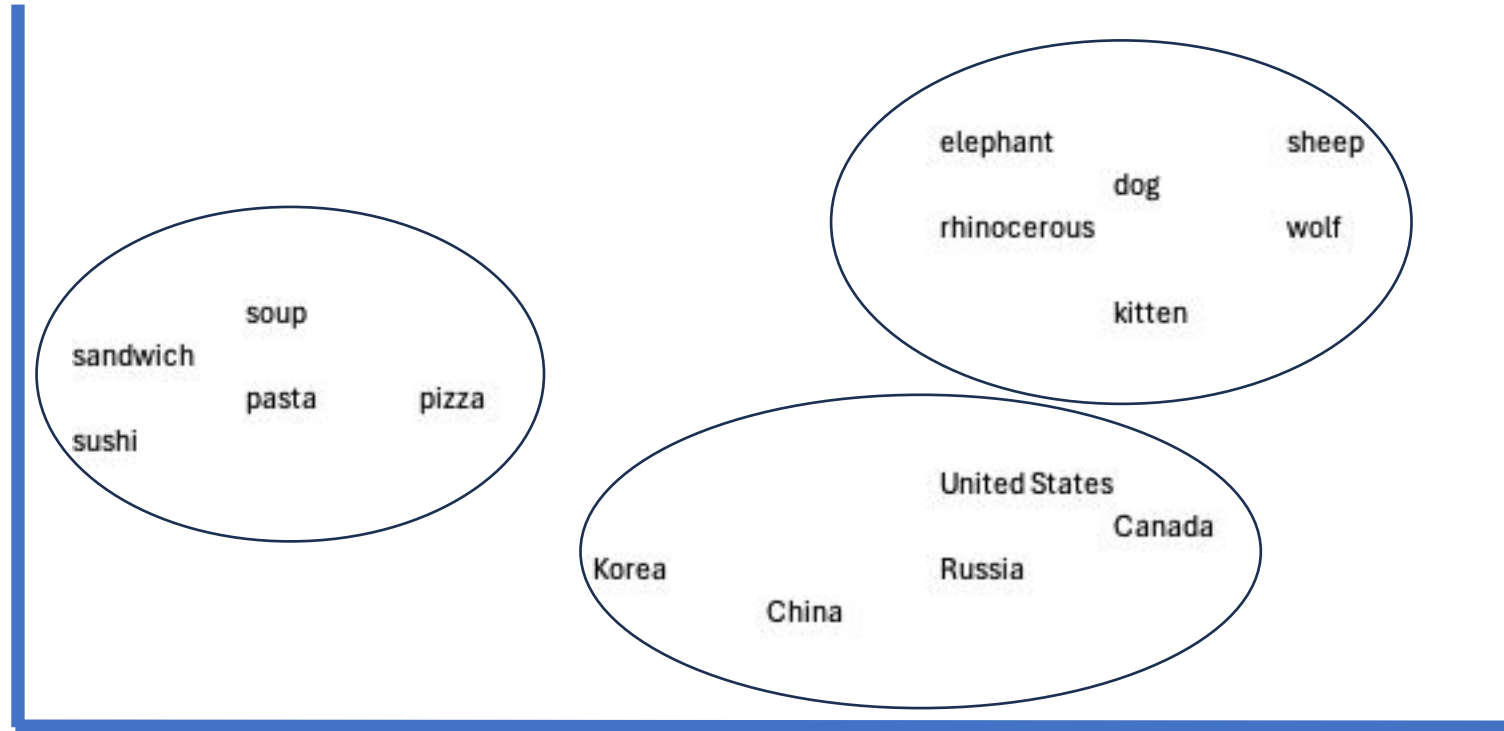 elephant
sheep
dog
rhinocerous
wolf
kitten
soup
sandwich
pasta
pizza
sushi
United States
Canada
Korea
Russia
China